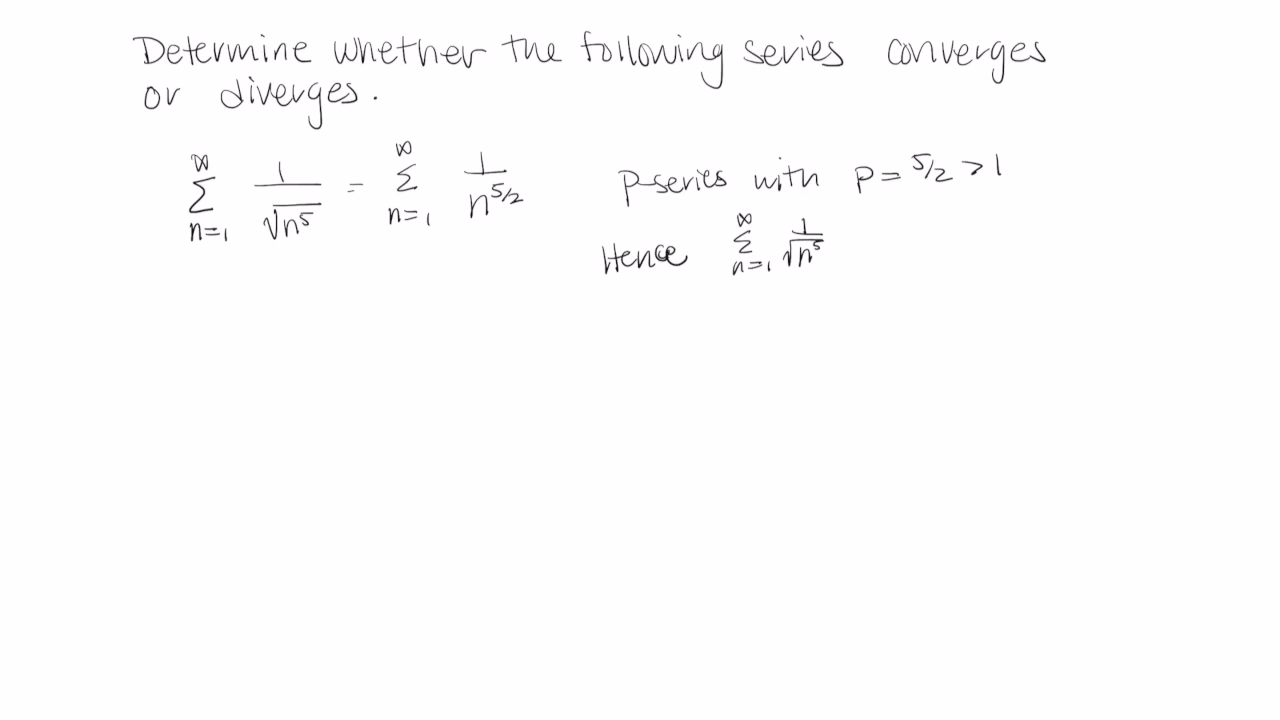 Determine whether the following series converges
or diverges.
∑_{n=1}^{∞} 1/√(n^5) = ∑_{n=1}^{∞} 1/n^{5/2} p-series with p = 5/2 > 1
Hence ∑_{n=1}^{∞} 1/√(n^5)